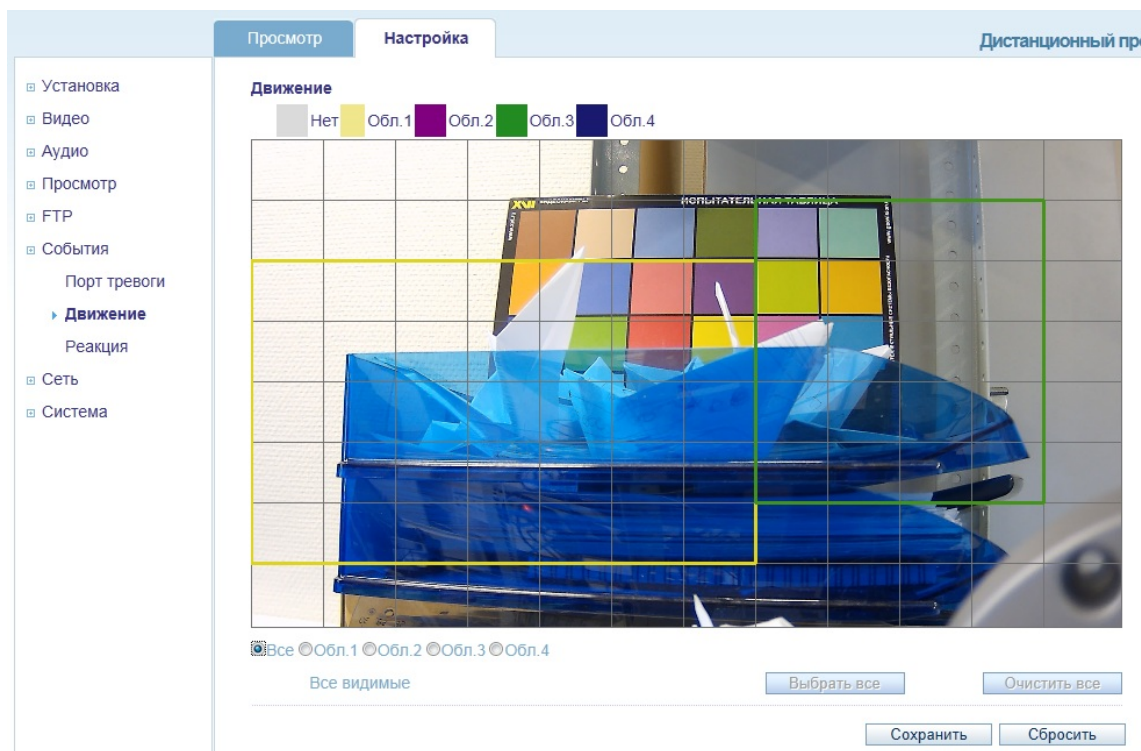 Просмотр Настройка Дистанционный пр
Установка
Видео
Аудио
Просмотр
FTP
События
Порт тревоги
Движение
Реакция
Сеть
Система
Движение
Нет Обл.1 Обл.2 Обл.3 Обл.4
XVI ИСПЫТАТЕЛЬНАЯ ТАБЛИЦА
Все Обл.1 Обл.2 Обл.3 Обл.4
Все видимые Выбрать все Очистить все
Сохранить Сбросить